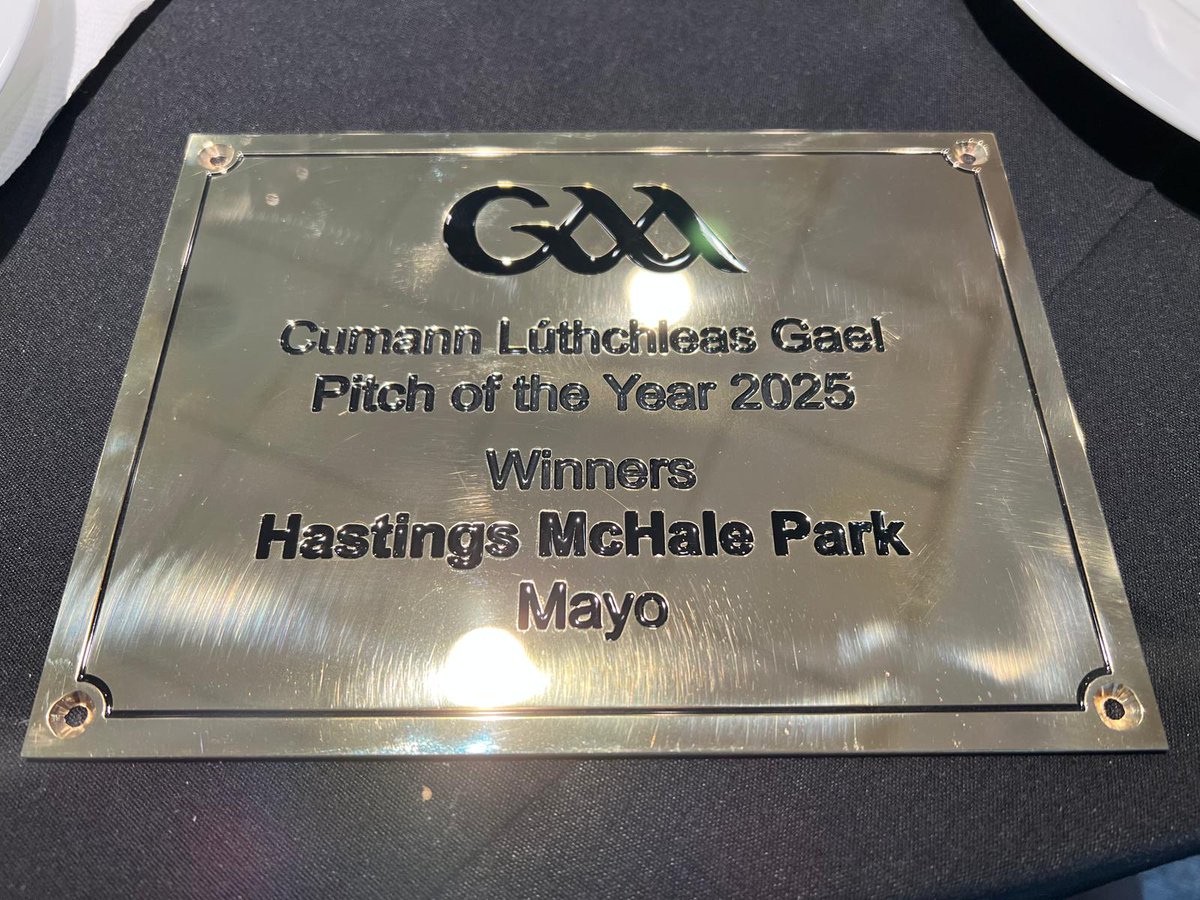 GAA
Cumann Lúthchleas Gael
Pitch of the Year 2025
Winners
Hastings McHale Park
Mayo